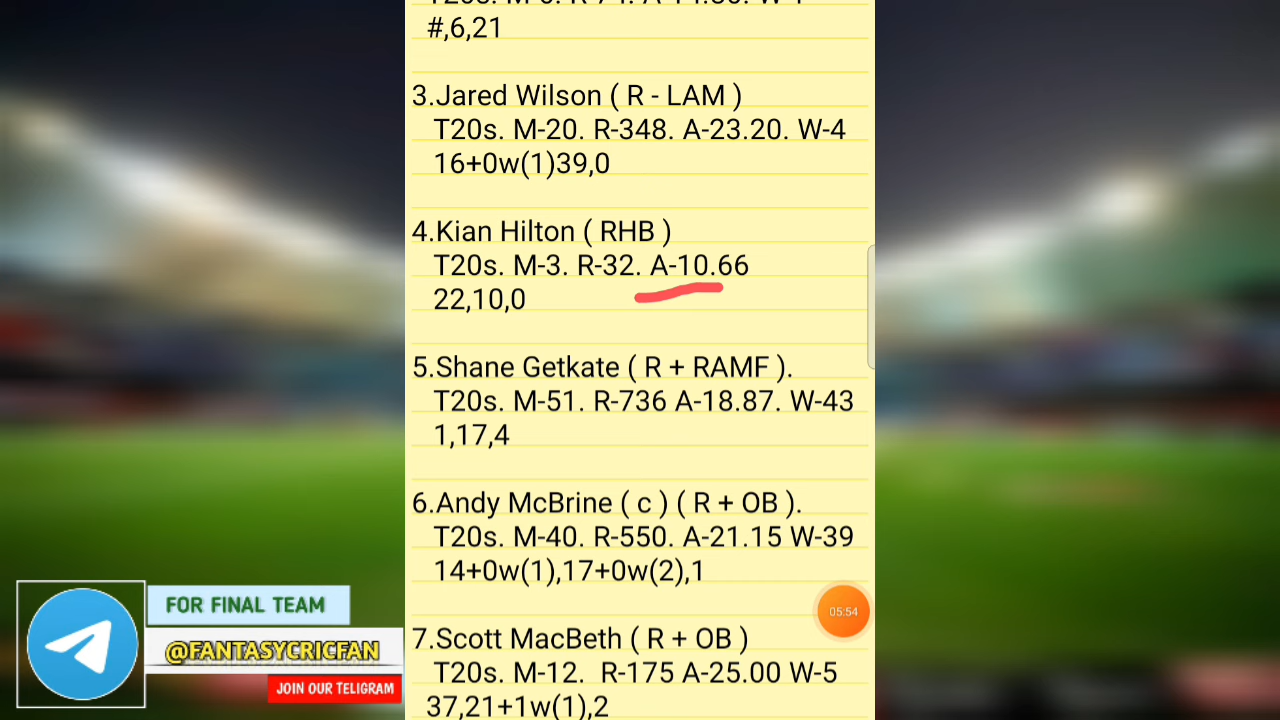 #,6,21
3.Jared Wilson ( R - LAM )
T20s. M-20. R-348. A-23.20. W-4
16+0w(1)39,0
4.Kian Hilton ( RHB )
T20s. M-3. R-32. A-10.66
22,10,0
5.Shane Getkate ( R + RAMF ).
T20s. M-51. R-736 A-18.87. W-43
1,17,4
6.Andy McBrine ( c ) ( R + OB ).
T20s. M-40. R-550. A-21.15 W-39
14+0w(1),17+0w(2),1
05:54
7.Scott MacBeth ( R + OB )
T20s. M-12. R-175 A-25.00 W-5
37,21+1w(1),2
FOR FINAL TEAM
@FANTASYCRICFAN
JOIN OUR TELIGRAM